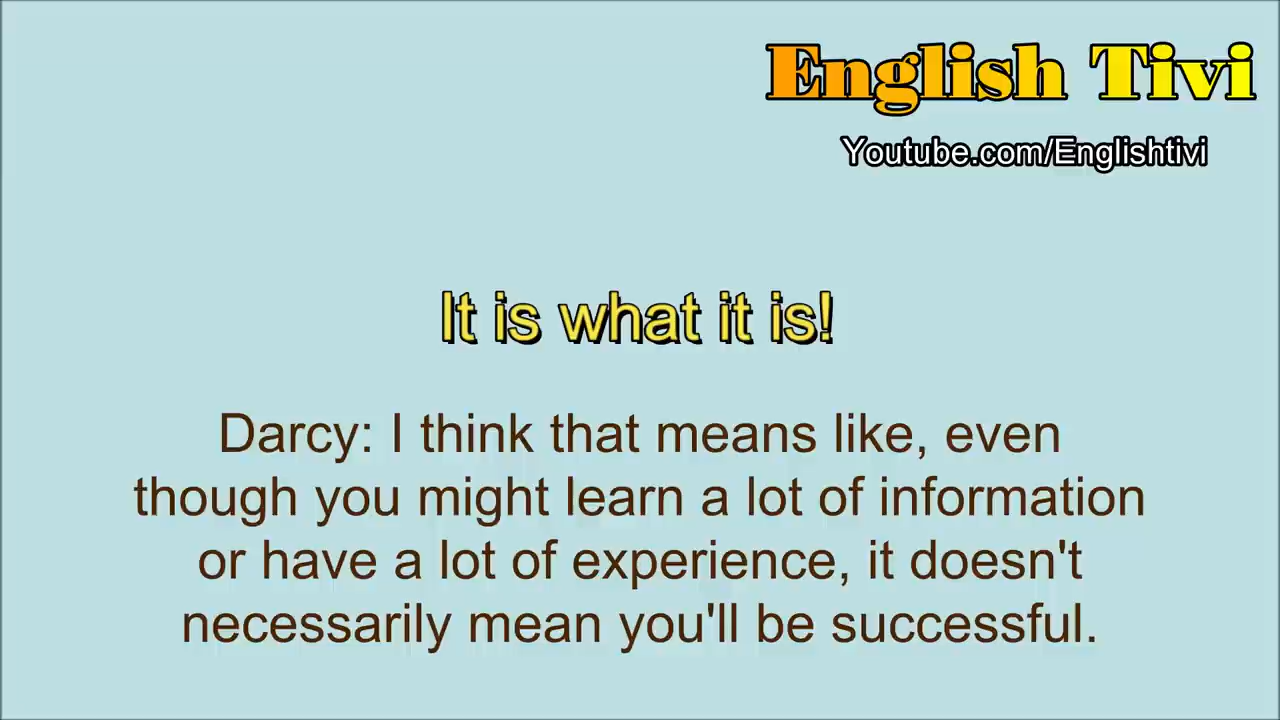 English Tivi
Youtube.com/Englishtivi
It is what it is!
Darcy: I think that means like, even
though you might learn a lot of information
or have a lot of experience, it doesn't
necessarily mean you'll be successful.